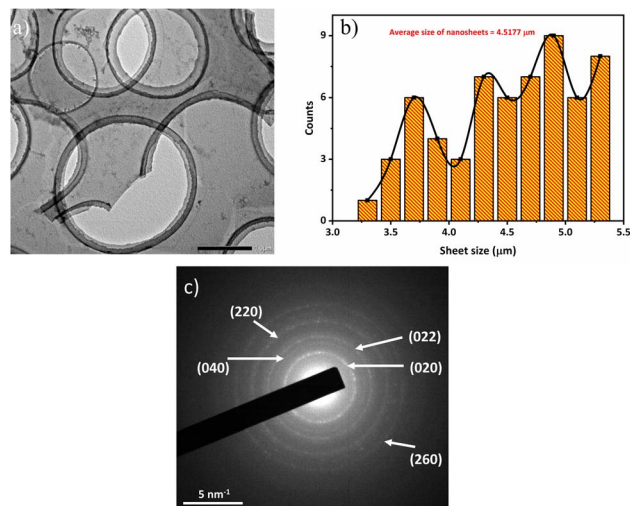 a)
b)
Average size of nanosheets = 4.5177 μm
Counts
9
6
3
0
3.0 3.5 4.0 4.5 5.0 5.5
Sheet size (μm)
c)
(220)
(022)
(040)
(020)
(260)
5 nm⁻¹